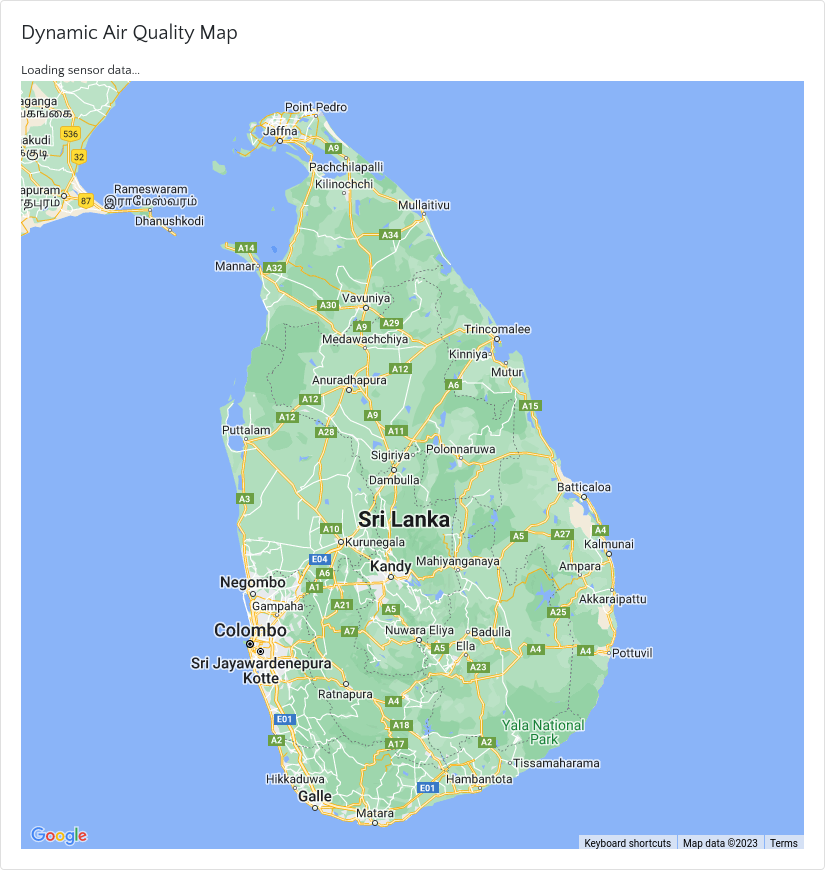 Dynamic Air Quality Map
Loading sensor data...
aganga
Point Pedro
536
Jaffna
akudi
A9
32
Pachchilapalli
Kilinochchi
apuram
87
Rameswaram
இராமேஸ்வரம்
Mullaitivu
Dhanushkodi
A34
A14
Mannar
A32
Vavuniya
A30
A9
A29
Trincomalee
Medawachchiya
Kinniya
A12
Mutur
Anuradhapura
A6
A12
A15
A12
A9
Puttalam
A28
A11
Sigiriya
Polonnaruwa
Dambulla
Batticaloa
A3
Sri Lanka
A10
A4
A5
A27
Kurunegala
Kalmunai
E04
Kandy
Mahiyanganaya
Ampara
A6
Negombo
A1
Akkaraipattu
Gampaha
A21
A5
A25
Colombo
A7
Nuwara Eliya
Badulla
A5
Ella
A4
A4
Pottuvil
Sri Jayawardenepura
Kotte
A23
Ratnapura
A4
E01
A18
Yala National
Park
A2
A17
A2
Tissamaharama
Hikkaduwa
Hambantota
E01
Galle
Matara
Google
Keyboard shortcuts
Map data ©2023
Terms